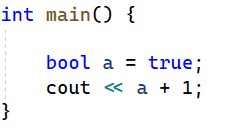 int main() {
bool a = true;
cout << a + 1;
}